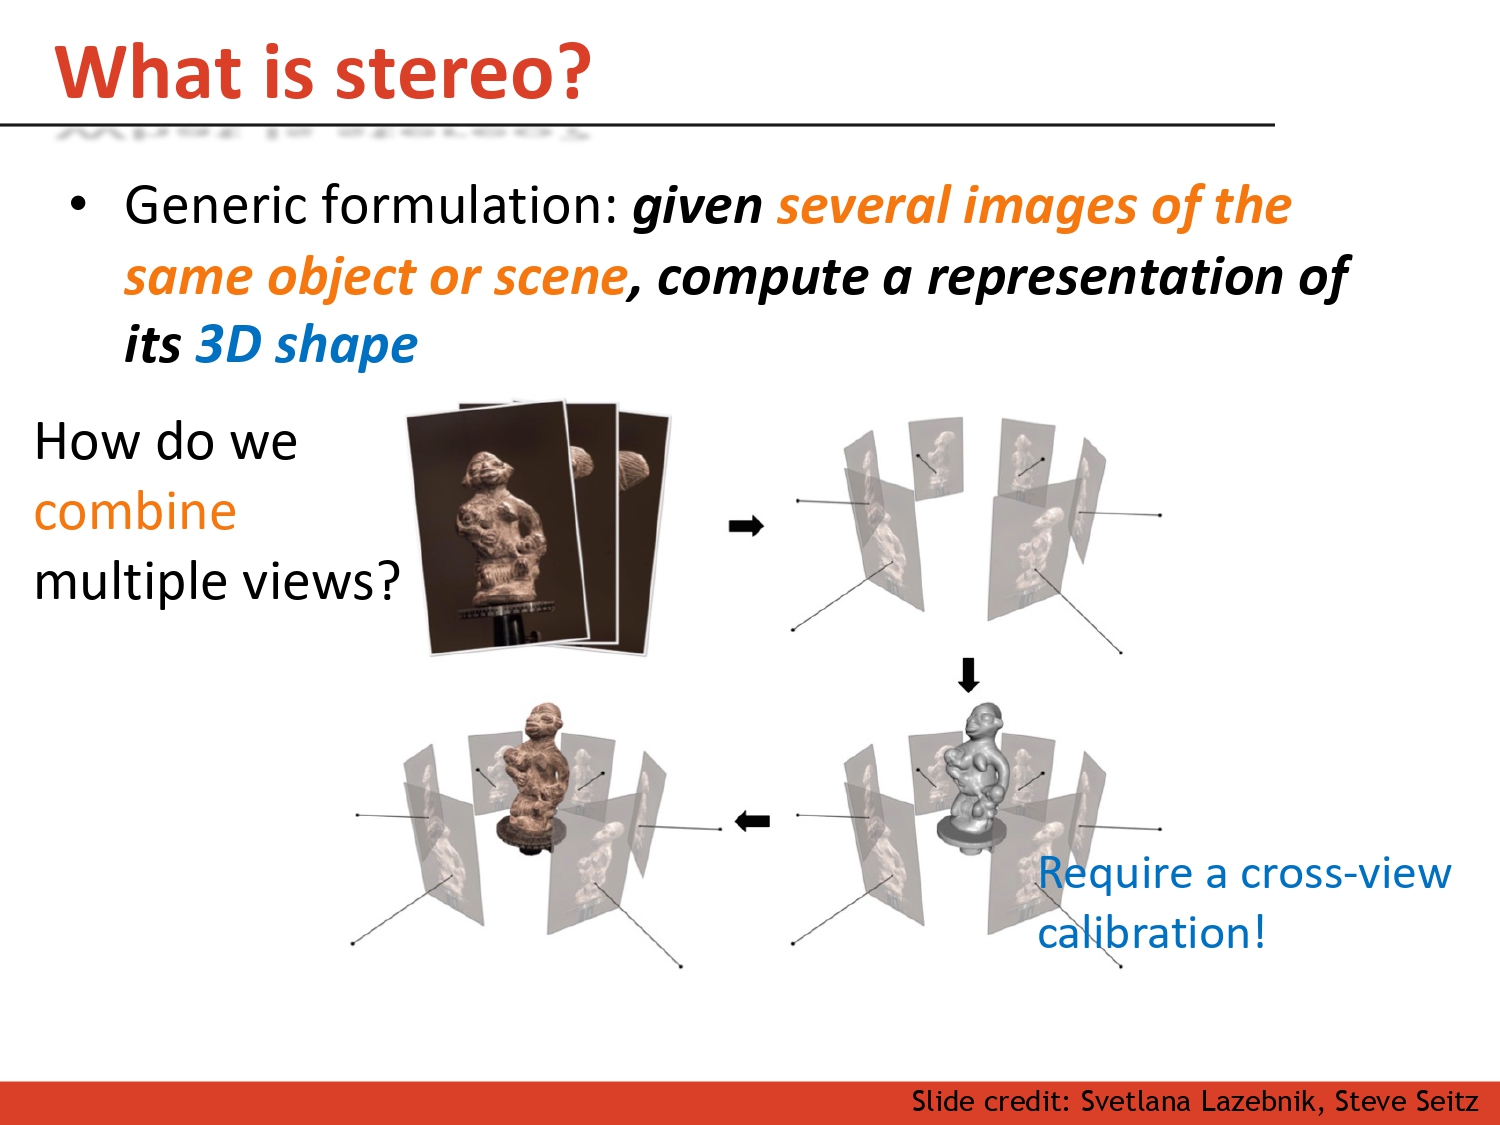 What is stereo?
• Generic formulation: given several images of the
same object or scene, compute a representation of
its 3D shape
How do we
combine
multiple views?
Require a cross-view
calibration!
Slide credit: Svetlana Lazebnik, Steve Seitz